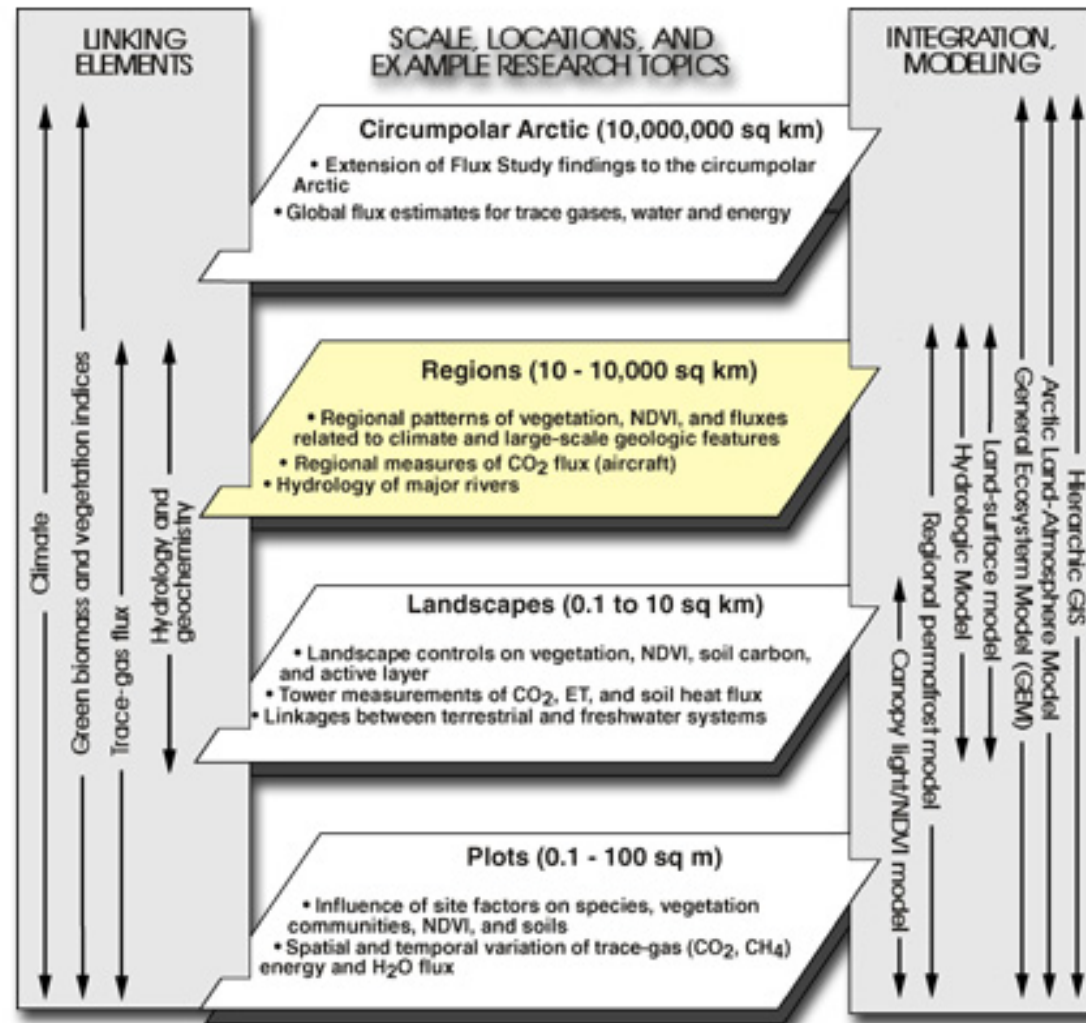 LINKING
ELEMENTS
SCALE, LOCATIONS, AND
EXAMPLE RESEARCH TOPICS
INTEGRATION,
MODELING
Circumpolar Arctic (10,000,000 sq km)
• Extension of Flux Study findings to the circumpolar
Arctic
• Global flux estimates for trace gases, water and energy
Regions (10 - 10,000 sq km)
• Regional patterns of vegetation, NDVI, and fluxes
related to climate and large-scale geologic features
• Regional measures of CO2 flux (aircraft)
• Hydrology of major rivers
Landscapes (0.1 to 10 sq km)
• Landscape controls on vegetation, NDVI, soil carbon,
and active layer
• Tower measurements of CO2, ET, and soil heat flux
• Linkages between terrestrial and freshwater systems
Plots (0.1 - 100 sq m)
• Influence of site factors on species, vegetation
communities, NDVI, and soils
• Spatial and temporal variation of trace-gas (CO2, CH4)
energy and H2O flux
Climate
Green biomass and vegetation indices
Trace-gas flux
Hydrology and
geochemistry
Canopy light/NDVI model
Regional permafrost model
Hydrologic Model
Land-surface model
General Ecosystem Model (GEM)
Arctic Land-Atmosphere Model
Hierarchic GIS